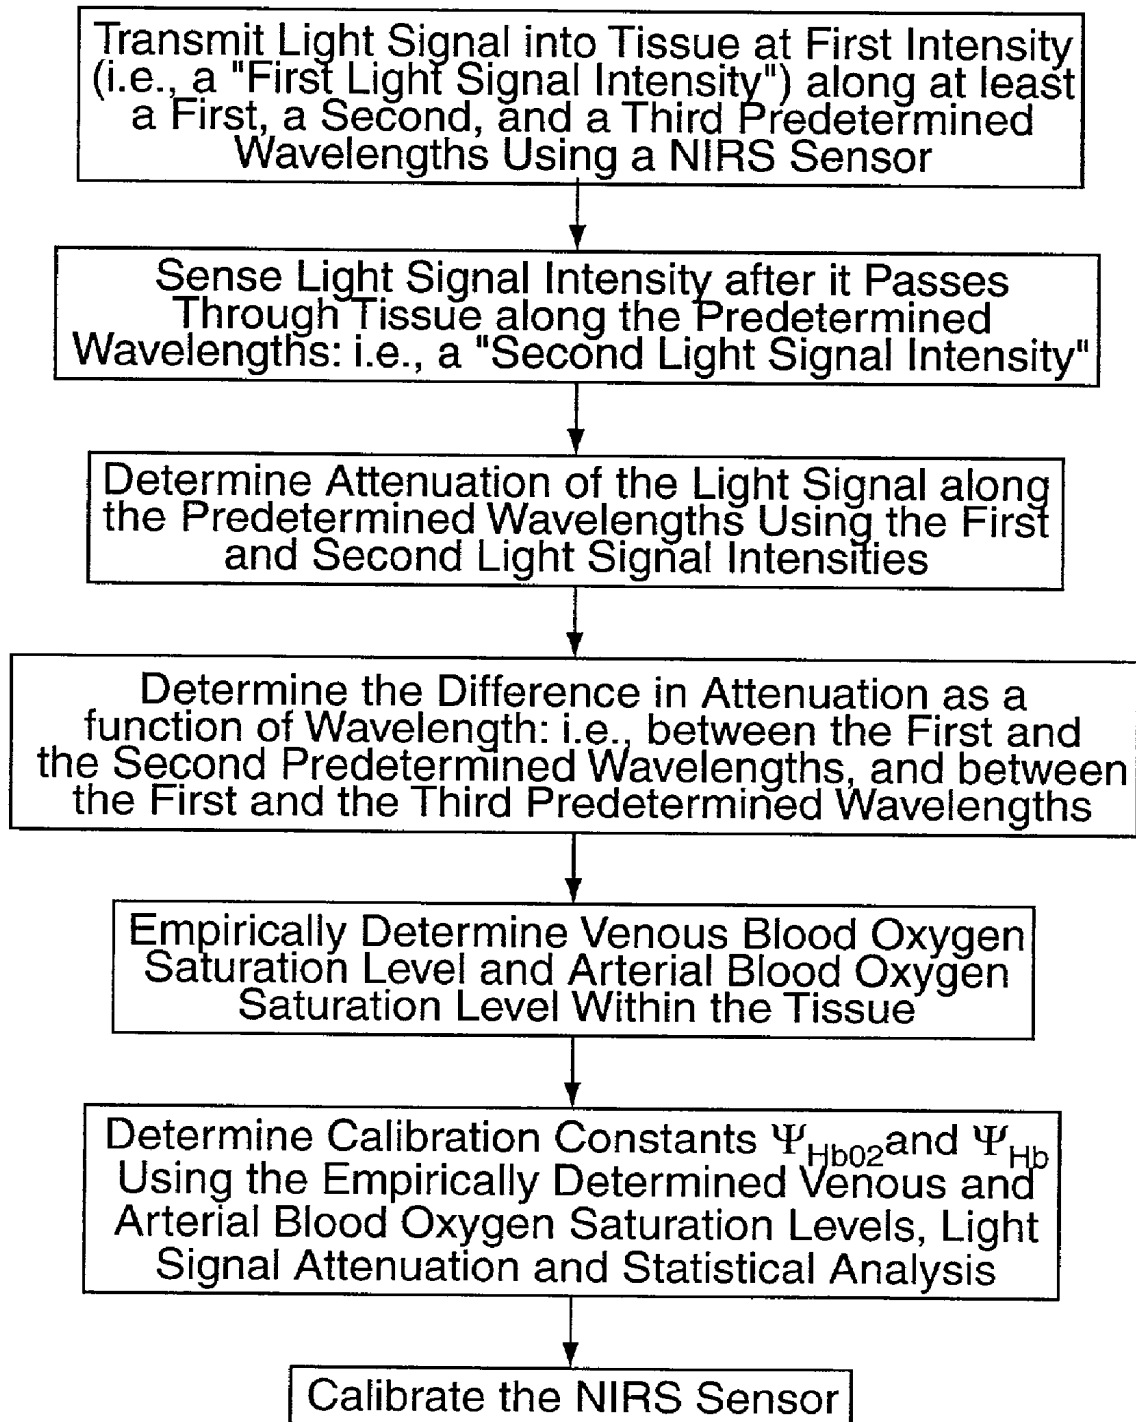 Transmit Light Signal into Tissue at First Intensity
(i.e., a "First Light Signal Intensity") along at least
a First, a Second, and a Third Predetermined
Wavelengths Using a NIRS Sensor
Sense Light Signal Intensity after it Passes
Through Tissue along the Predetermined
Wavelengths: i.e., a "Second Light Signal Intensity"
Determine Attenuation of the Light Signal along
the Predetermined Wavelengths Using the First
and Second Light Signal Intensities
Determine the Difference in Attenuation as a
function of Wavelength: i.e., between the First and
the Second Predetermined Wavelengths, and between
the First and the Third Predetermined Wavelengths
Empirically Determine Venous Blood Oxygen
Saturation Level and Arterial Blood Oxygen
Saturation Level Within the Tissue
Determine Calibration Constants ΨHb02 and ΨHb
Using the Empirically Determined Venous and
Arterial Blood Oxygen Saturation Levels, Light
Signal Attenuation and Statistical Analysis
Calibrate the NIRS Sensor